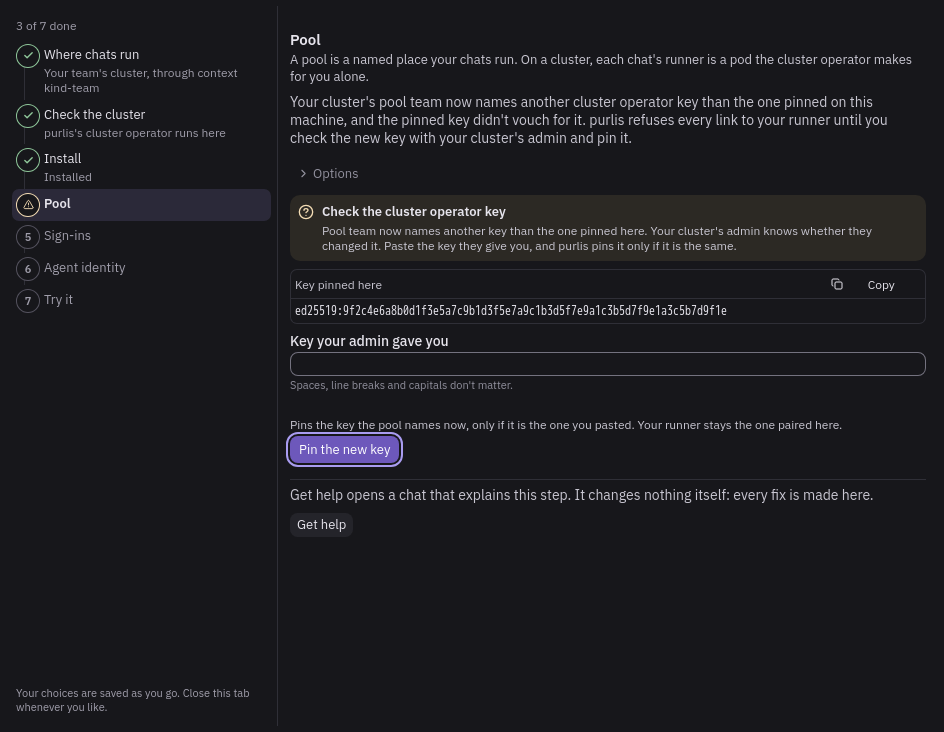 3 of 7 done
Where chats run
Your team's cluster, through context
kind-team
Check the cluster
purlis's cluster operator runs here
Install
Installed
Pool
5 Sign-ins
6 Agent identity
7 Try it
Your choices are saved as you go. Close this tab
whenever you like.
Pool
A pool is a named place your chats run. On a cluster, each chat's runner is a pod the cluster operator makes
for you alone.
Your cluster's pool team now names another cluster operator key than the one pinned on this
machine, and the pinned key didn't vouch for it. purlis refuses every link to your runner until you
check the new key with your cluster's admin and pin it.
Options
Check the cluster operator key
Pool team now names another key than the one pinned here. Your cluster's admin knows whether they
changed it. Paste the key they give you, and purlis pins it only if it is the same.
Key pinned here Copy
ed25519:9f2c4e6a8b0d1f3e5a7c9b1d3f5e7a9c1b3d5f7e9a1c3b5d7f9e1a3c5b7d9f1e
Key your admin gave you
Spaces, line breaks and capitals don't matter.
Pins the key the pool names now, only if it is the one you pasted. Your runner stays the one paired here.
Pin the new key
Get help opens a chat that explains this step. It changes nothing itself: every fix is made here.
Get help